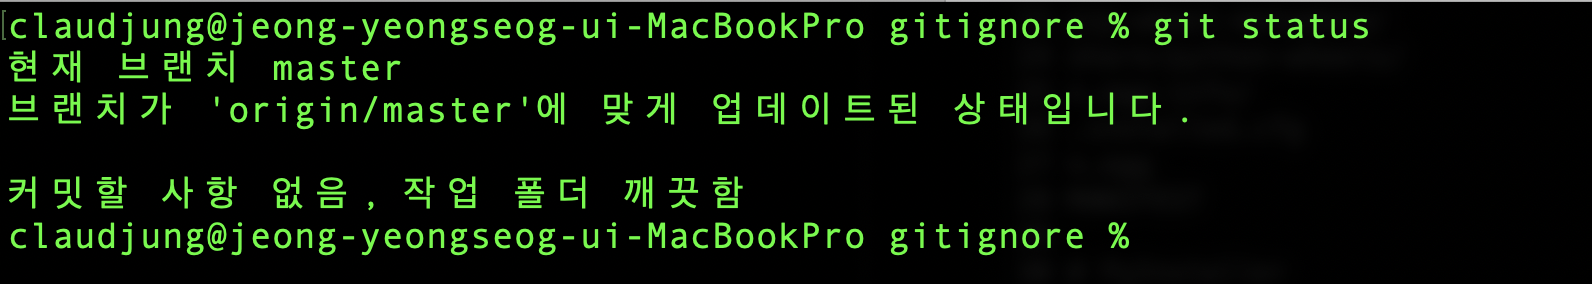 claudjung@jeong-yeongseog-ui-MacBookPro gitignore % git status
현재 브랜치 master
브랜치가 'origin/master'에 맞게 업데이트된 상태입니다.
커밋할 사항 없음, 작업 폴더 깨끗함
claudjung@jeong-yeongseog-ui-MacBookPro gitignore %